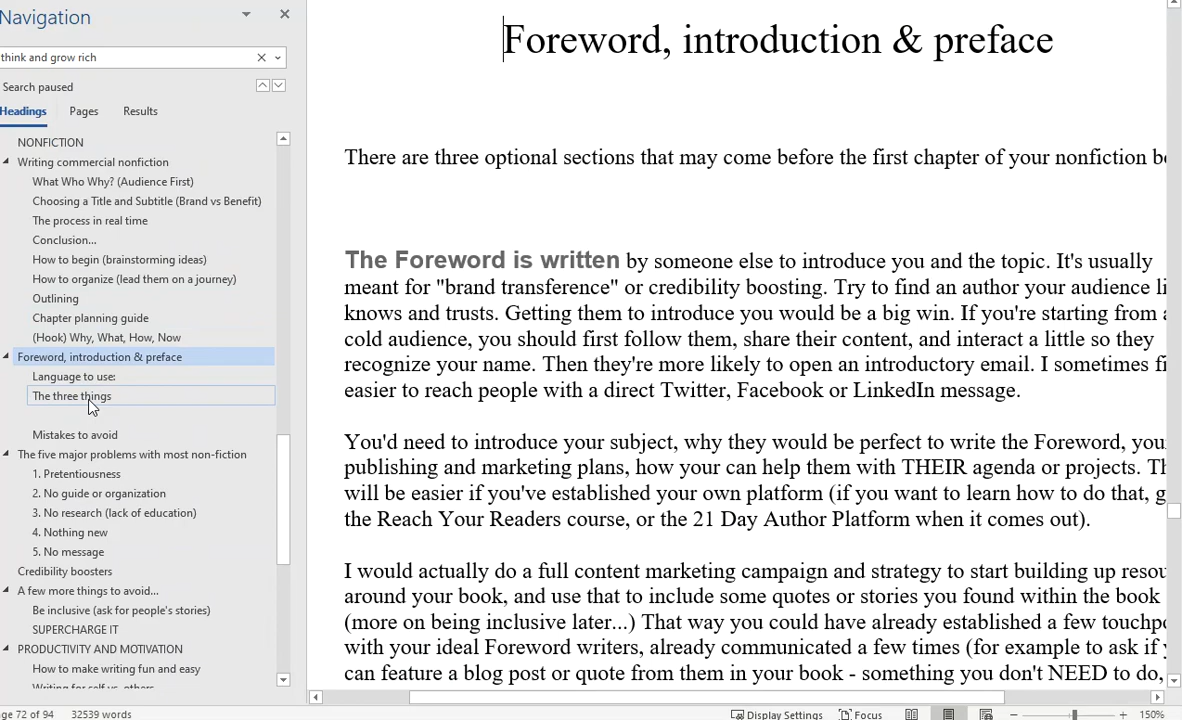 Navigation
think and grow rich
Search paused
Headings Pages Results
NONFICTION
Writing commercial nonfiction
What Who Why? (Audience First)
Choosing a Title and Subtitle (Brand vs Benefit)
The process in real time
Conclusion...
How to begin (brainstorming ideas)
How to organize (lead them on a journey)
Outlining
Chapter planning guide
(Hook) Why, What, How, Now
Foreword, introduction & preface
Language to use:
The three things
Mistakes to avoid
The five major problems with most non-fiction
1. Pretentiousness
2. No guide or organization
3. No research (lack of education)
4. Nothing new
5. No message
Credibility boosters
A few more things to avoid...
Be inclusive (ask for people's stories)
SUPERCHARGE IT
PRODUCTIVITY AND MOTIVATION
How to make writing fun and easy
Writing for self vs. others
Foreword, introduction & preface
There are three optional sections that may come before the first chapter of your nonfiction
The Foreword is written by someone else to introduce you and the topic. It's usually
meant for "brand transference" or credibility boosting. Try to find an author your audience
knows and trusts. Getting them to introduce you would be a big win. If you're starting from
cold audience, you should first follow them, share their content, and interact a little so they
recognize your name. Then they're more likely to open an introductory email. I sometimes
easier to reach people with a direct Twitter, Facebook or LinkedIn message.
You'd need to introduce your subject, why they would be perfect to write the Foreword,
publishing and marketing plans, how your can help them with THEIR agenda or projects.
will be easier if you've established your own platform (if you want to learn how to do that,
the Reach Your Readers course, or the 21 Day Author Platform when it comes out).
I would actually do a full content marketing campaign and strategy to start building up
around your book, and use that to include some quotes or stories you found within the book
(more on being inclusive later...) That way you could have already established a few
with your ideal Foreword writers, already communicated a few times (for example to ask if
can feature a blog post or quote from them in your book - something you don't NEED to do,
ge 72 of 94 32539 words Display Settings Focus 150%